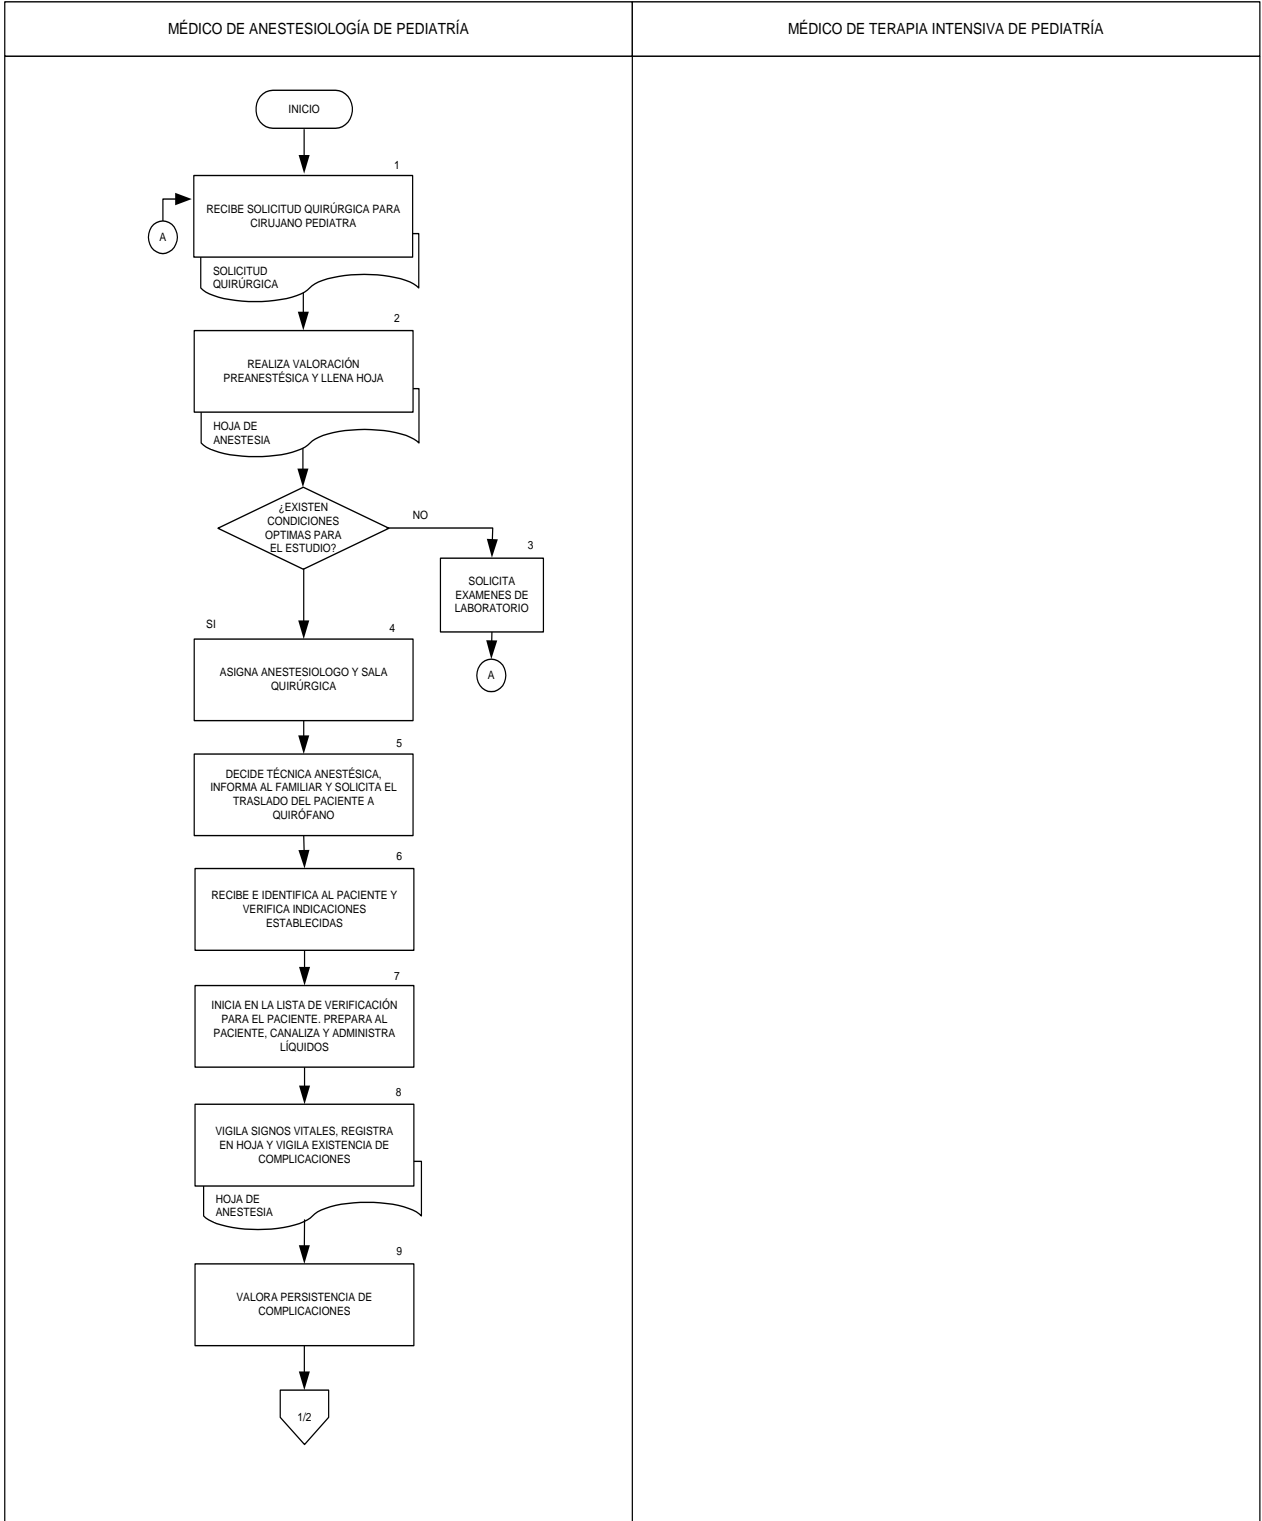 MÉDICO DE ANESTESIOLOGÍA DE PEDIATRÍA
MÉDICO DE TERAPIA INTENSIVA DE PEDIATRÍA
INICIO
1
RECIBE SOLICITUD QUIRÚRGICA PARA
CIRUJANO PEDIATRA
A
SOLICITUD
QUIRÚRGICA
2
REALIZA VALORACIÓN
PREANESTÉSICA Y LLENA HOJA
HOJA DE
ANESTESIA
¿EXISTEN
CONDICIONES
OPTIMAS PARA
EL ESTUDIO?
NO
3
SOLICITA
EXAMENES DE
LABORATORIO
A
SI
4
ASIGNA ANESTESIOLOGO Y SALA
QUIRÚRGICA
5
DECIDE TÉCNICA ANESTÉSICA,
INFORMA AL FAMILIAR Y SOLICITA EL
TRASLADO DEL PACIENTE A
QUIRÓFANO
6
RECIBE E IDENTIFICA AL PACIENTE Y
VERIFICA INDICACIONES
ESTABLECIDAS
7
INICIA EN LA LISTA DE VERIFICACIÓN
PARA EL PACIENTE. PREPARA AL
PACIENTE, CANALIZA Y ADMINISTRA
LÍQUIDOS
8
VIGILA SIGNOS VITALES, REGISTRA
EN HOJA Y VIGILA EXISTENCIA DE
COMPLICACIONES
HOJA DE
ANESTESIA
9
VALORA PERSISTENCIA DE
COMPLICACIONES
1/2